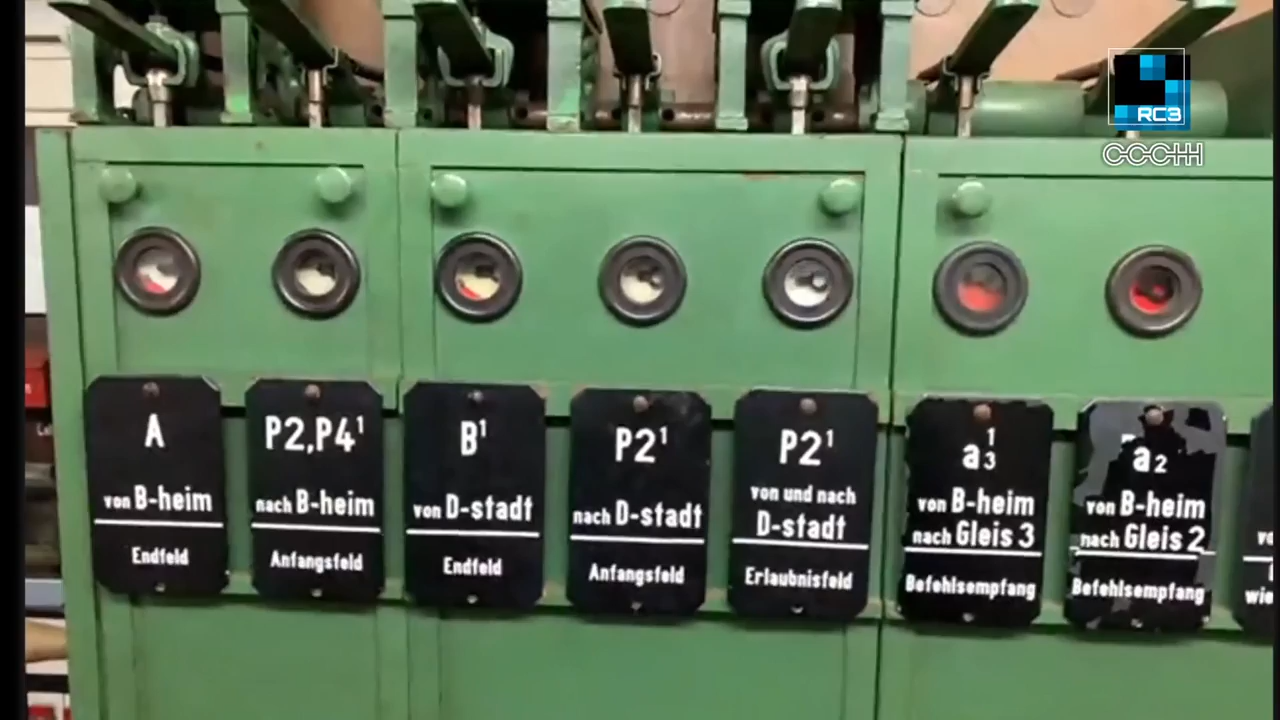 RC3
CCCHH
A
von B-heim
Endfeld
P2,P4¹
nach B-heim
Anfangsfeld
B¹
von D-stadt
Endfeld
P2¹
nach D-stadt
Anfangsfeld
P2¹
von und nach
D-stadt
Erlaubnisfeld
a¹₃
von B-heim
nach Gleis 3
Befehlsempfang
a₂
von B-heim
nach Gleis 2
Befehlsempfang